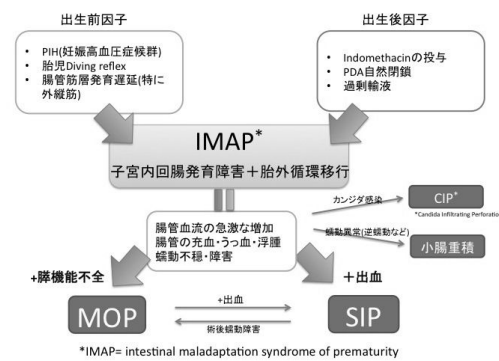 出生前因子
出生後因子
• PIH(妊娠高血圧症候群)
• 胎児Diving reflex
• 腸管筋層発育遅延(特に
外縦筋)
• Indomethacinの投与
• PDA自然閉鎖
• 過剰輸液
IMAP*
子宮内回腸発育障害＋胎外循環移行
腸管血流の急激な増加
腸管の充血・うっ血・浮腫
蠕動不穏・障害
カンジダ感染
CIP*
*Candida Infiltrating Perforatio
蠕動異常(逆蠕動など)
小腸重積
+膵機能不全
＋出血
MOP
+出血
術後蠕動障害
SIP
*IMAP= intestinal maladaptation syndrome of prematurity